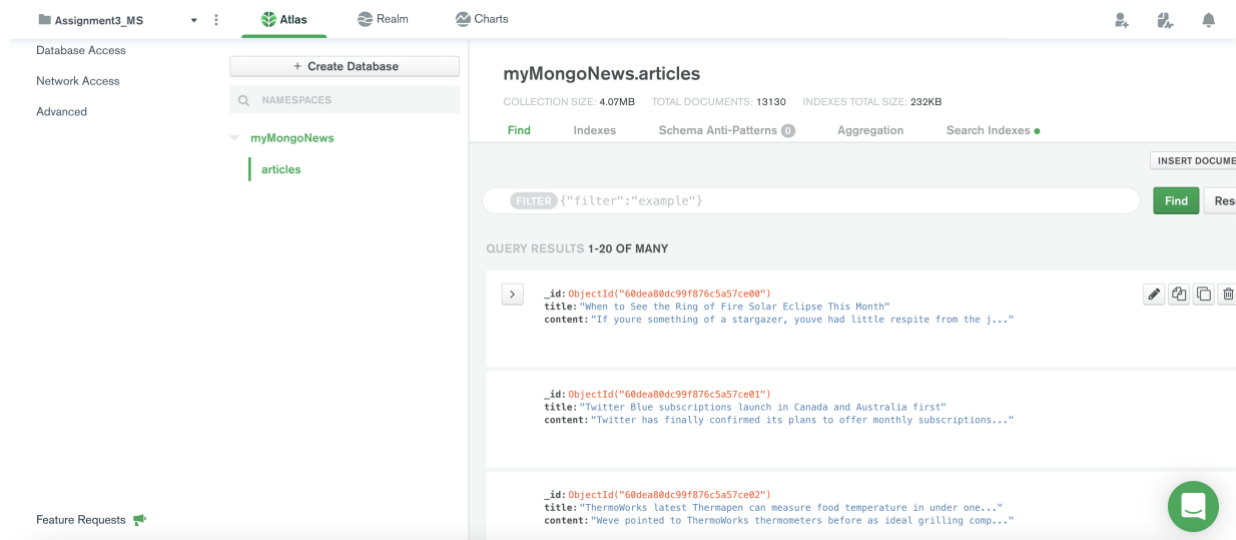 Assignment3_MS
Atlas
Realm
Charts
Database Access
Network Access
Advanced
Feature Requests
+ Create Database
NAMESPACES
myMongoNews
articles
myMongoNews.articles
COLLECTION SIZE: 4.07MB TOTAL DOCUMENTS: 13130 INDEXES TOTAL SIZE: 232KB
Find Indexes Schema Anti-Patterns 0 Aggregation Search Indexes
INSERT DOCUME
FILTER {"filter":"example"}
Find
Rese
QUERY RESULTS 1-20 OF MANY
_id: ObjectId("60dea80dc99f876c5a57ce00")
title: "When to See the Ring of Fire Solar Eclipse This Month"
content: "If youre something of a stargazer, youve had little respite from the j..."
_id: ObjectId("60dea80dc99f876c5a57ce01")
title: "Twitter Blue subscriptions launch in Canada and Australia first"
content: "Twitter has finally confirmed its plans to offer monthly subscriptions..."
_id: ObjectId("60dea80dc99f876c5a57ce02")
title: "ThermoWorks latest Thermapen can measure food temperature in under one..."
content: "Weve pointed to ThermoWorks thermometers before as ideal grilling comp..."